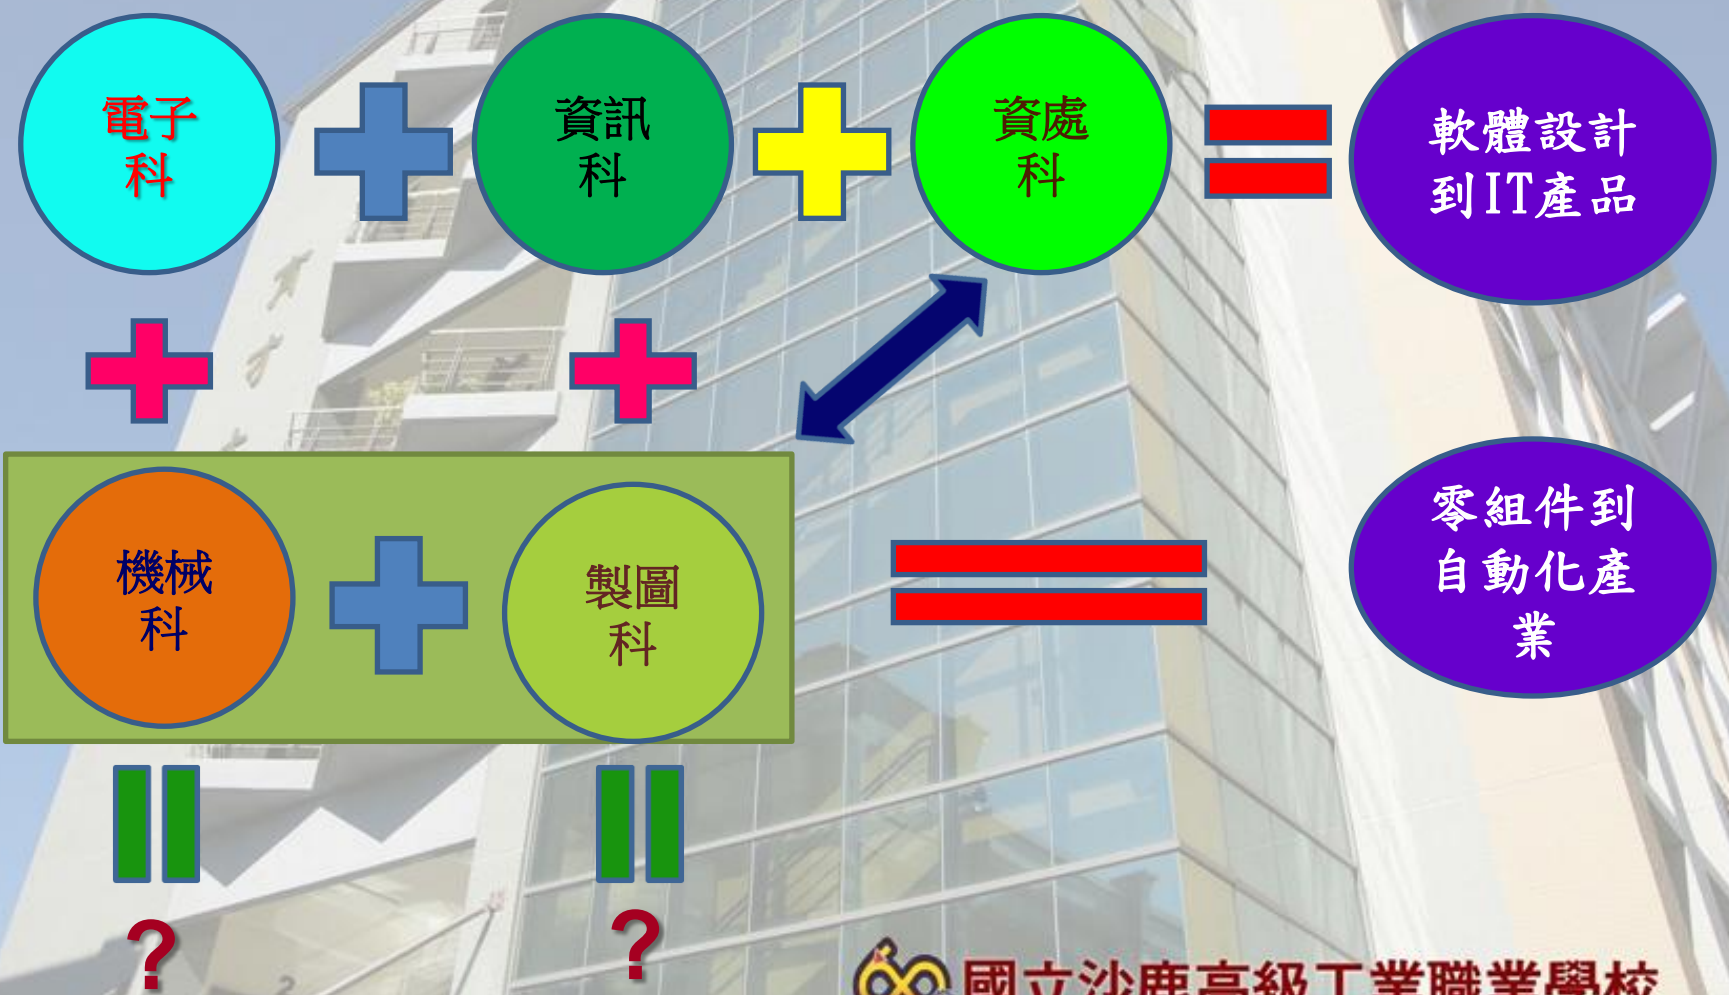 電子
科
資訊
科
資處
科
軟體設計
到IT產品
機械
科
製圖
科
零組件到
自動化產
業
?
?
國立沙鹿高級工業職業學校